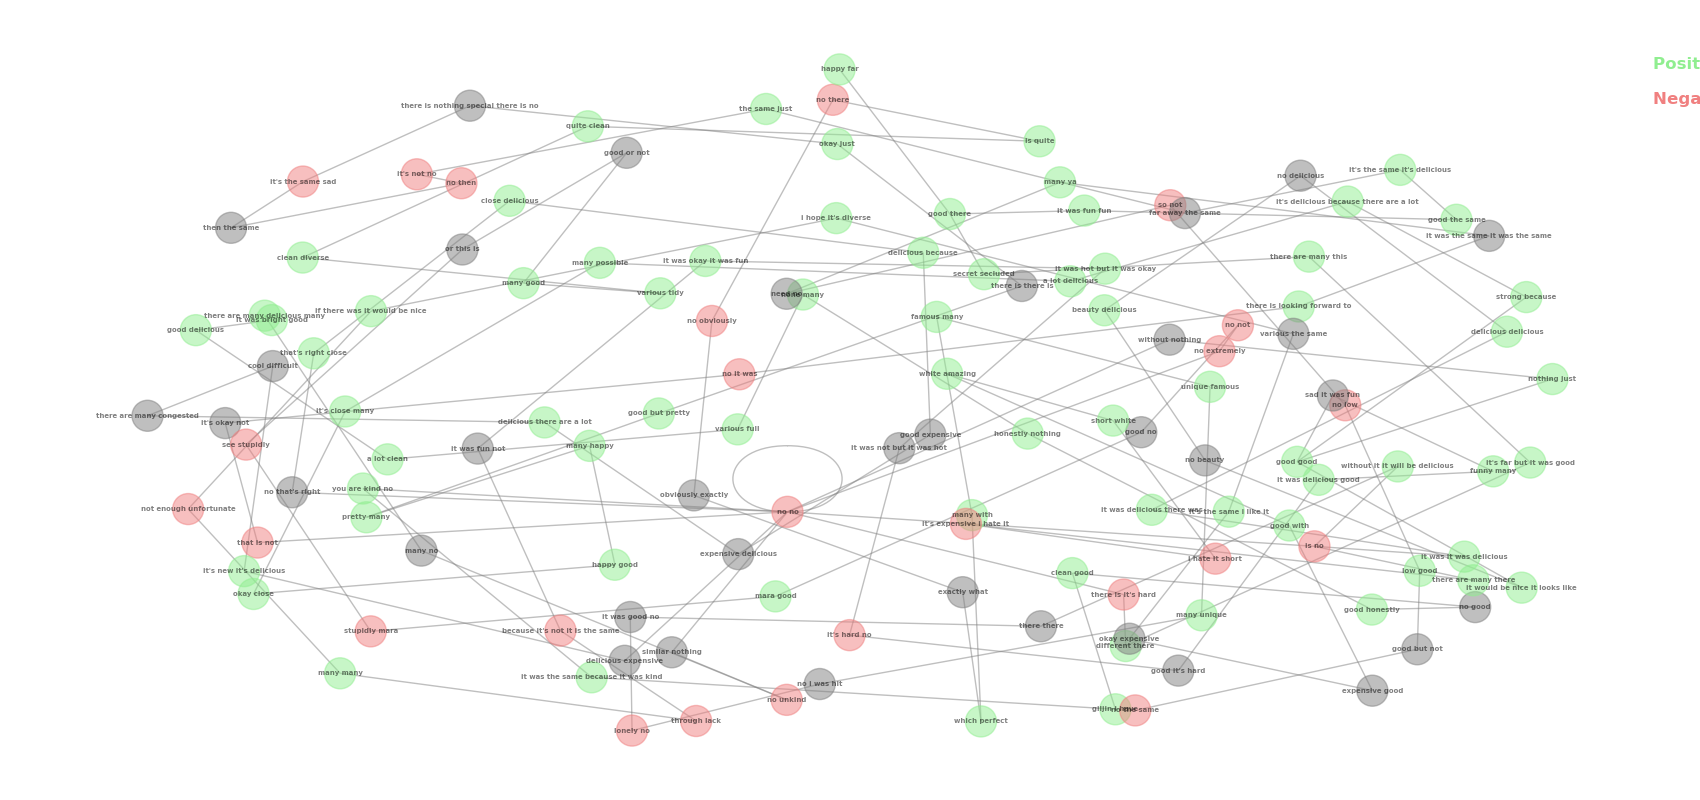 happy far
Posit
no there
Nega
there is nothing special there is no
the same just
quite clean
okay just
is quite
good or not
it's the same sad
it's not no
no then
many ya
no delicious
it's the same it's delicious
close delicious
it's delicious because there are a lot
so not
far away the same
then the same
i hope it's diverse
good there
it was fun fun
good the same
it was the same it was the same
or this is
clean diverse
many possible
it was okay it was fun
delicious because
there are many this
secret secluded
it was hot but it was okay
many good
a lot delicious
there is there is
various tidy
many
strong because
if there was it would be nice
there are many delicious many
it was bright good
good delicious
famous many
beauty delicious
there is looking forward to
no obviously
no not
various the same
delicious delicious
without nothing
that's right close
no extremely
cool difficult
no it was
white amazing
unique famous
nothing just
sad it was fun
no low
there are many congested
it's okay not
it's close many
delicious there are a lot
good but pretty
various full
short white
good no
see stupidly
it was fun not
many happy
it was not but it was hot
good expensive
honestly nothing
a lot clean
no beauty
good good
without it it will be delicious
it's far but it was good
funny many
it was delicious good
you are kind no
no that's right
obviously exactly
not enough unfortunate
pretty many
no no
many with
it's expensive i hate it
it was delicious there was
it's the same i like it
good with
that is not
many no
expensive delicious
is no
i hate it short
it was it was delicious
it's new it's delicious
happy good
clean good
low good
there are many there
it would be nice it looks like
okay close
mara good
exactly what
there is it's hard
good honestly
no good
stupidly mara
because it's not it is the same
it was good no
there there
many unique
it's hard no
okay expensive
different there
similar nothing
delicious expensive
good but not
many many
it was the same because it was kind
no i was hit
good it's hard
expensive good
no unkind
the same
through lack
which perfect
lonely no